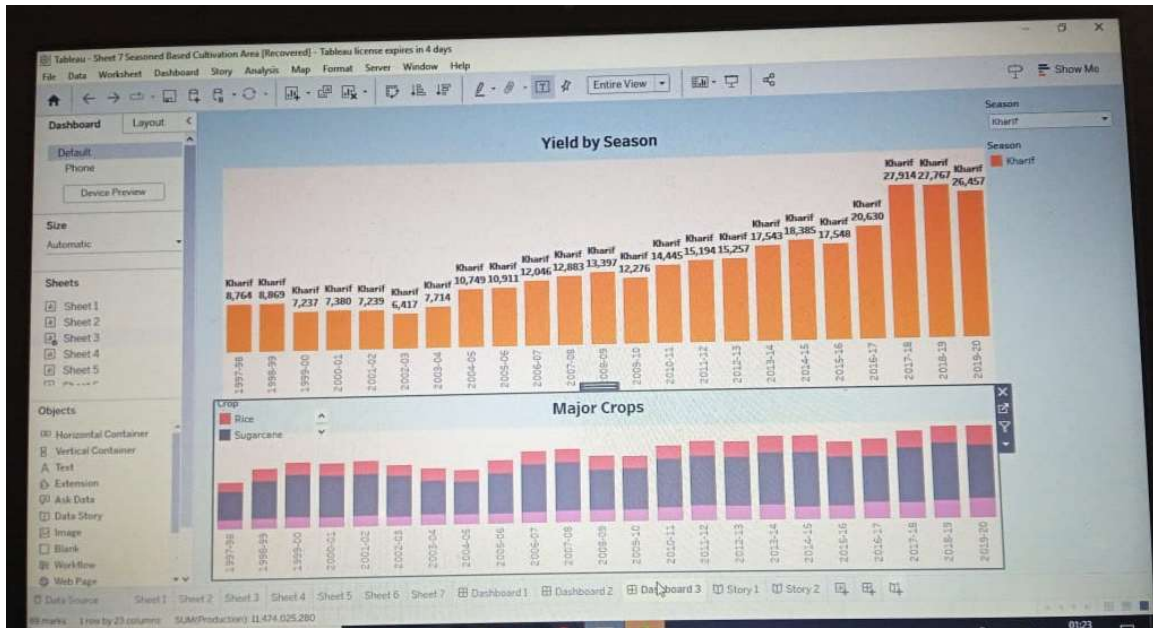 Tableau - Sheet 7 Seasoned Based Cultivation Area [Recovered] - Tableau license expires in 4 days
File Data Worksheet Dashboard Story Analysis Map Format Server Window Help
Entire View
Show Me
Dashboard Layout
Default
Phone
Device Preview
Size
Automatic
Sheets
Sheet 1
Sheet 2
Sheet 3
Sheet 4
Sheet 5
Objects
Horizontal Container
Vertical Container
A Text
Extension
Ask Data
Data Story
Image
Blank
Workflow
Web Page
Yield by Season
Kharif 8,764
Kharif 8,869
Kharif 7,237
Kharif 7,380
Kharif 7,239
Kharif 6,417
Kharif 7,714
Kharif 10,749
Kharif 10,911
Kharif 12,046
Kharif 12,883
Kharif 13,397
Kharif 12,276
Kharif 14,445
Kharif 15,194
Kharif 15,257
Kharif 17,543
Kharif 18,385
Kharif 17,548
Kharif 20,630
Kharif 27,914
Kharif 27,767
Kharif 26,457
1997-98 1998-99 1999-00 2000-01 2001-02 2002-03 2003-04 2004-05 2005-06 2006-07 2007-08 2008-09 2009-10 2010-11 2011-12 2012-13 2013-14 2014-15 2015-16 2016-17 2017-18 2018-19 2019-20
Season
Kharif
Season
Kharif
Major Crops
Crop
Rice
Sugarcane
1997-98 1998-99 1999-00 2000-01 2001-02 2002-03 2003-04 2004-05 2005-06 2006-07 2007-08 2008-09 2009-10 2010-11 2011-12 2012-13 2013-14 2014-15 2015-16 2016-17 2017-18 2018-19 2019-20
Data Source Sheet 1 Sheet 2 Sheet 3 Sheet 4 Sheet 5 Sheet 6 Sheet 7 Dashboard 1 Dashboard 2 Dashboard 3 Story 1 Story 2
marks 1 row by 23 columns SUM(Production): 11,474,025,280
01:23